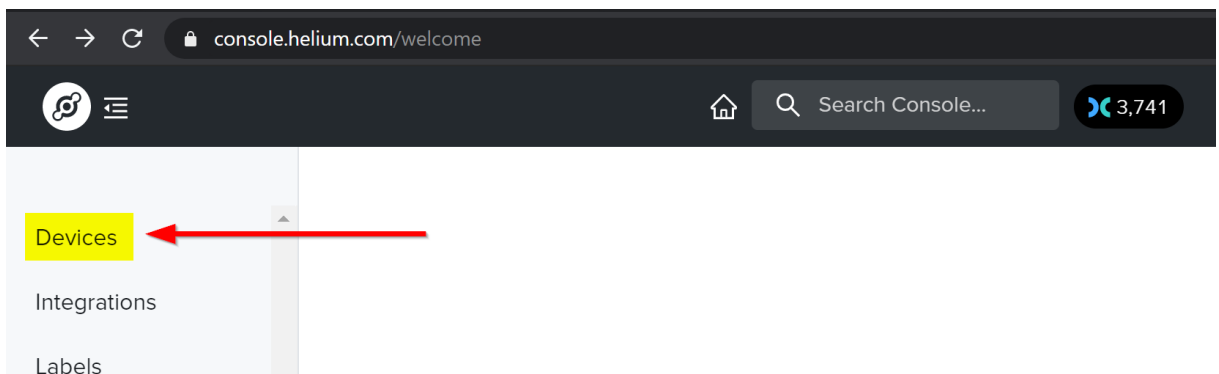 console.helium.com/welcome
Search Console...
3,741
Devices
Integrations
Labels